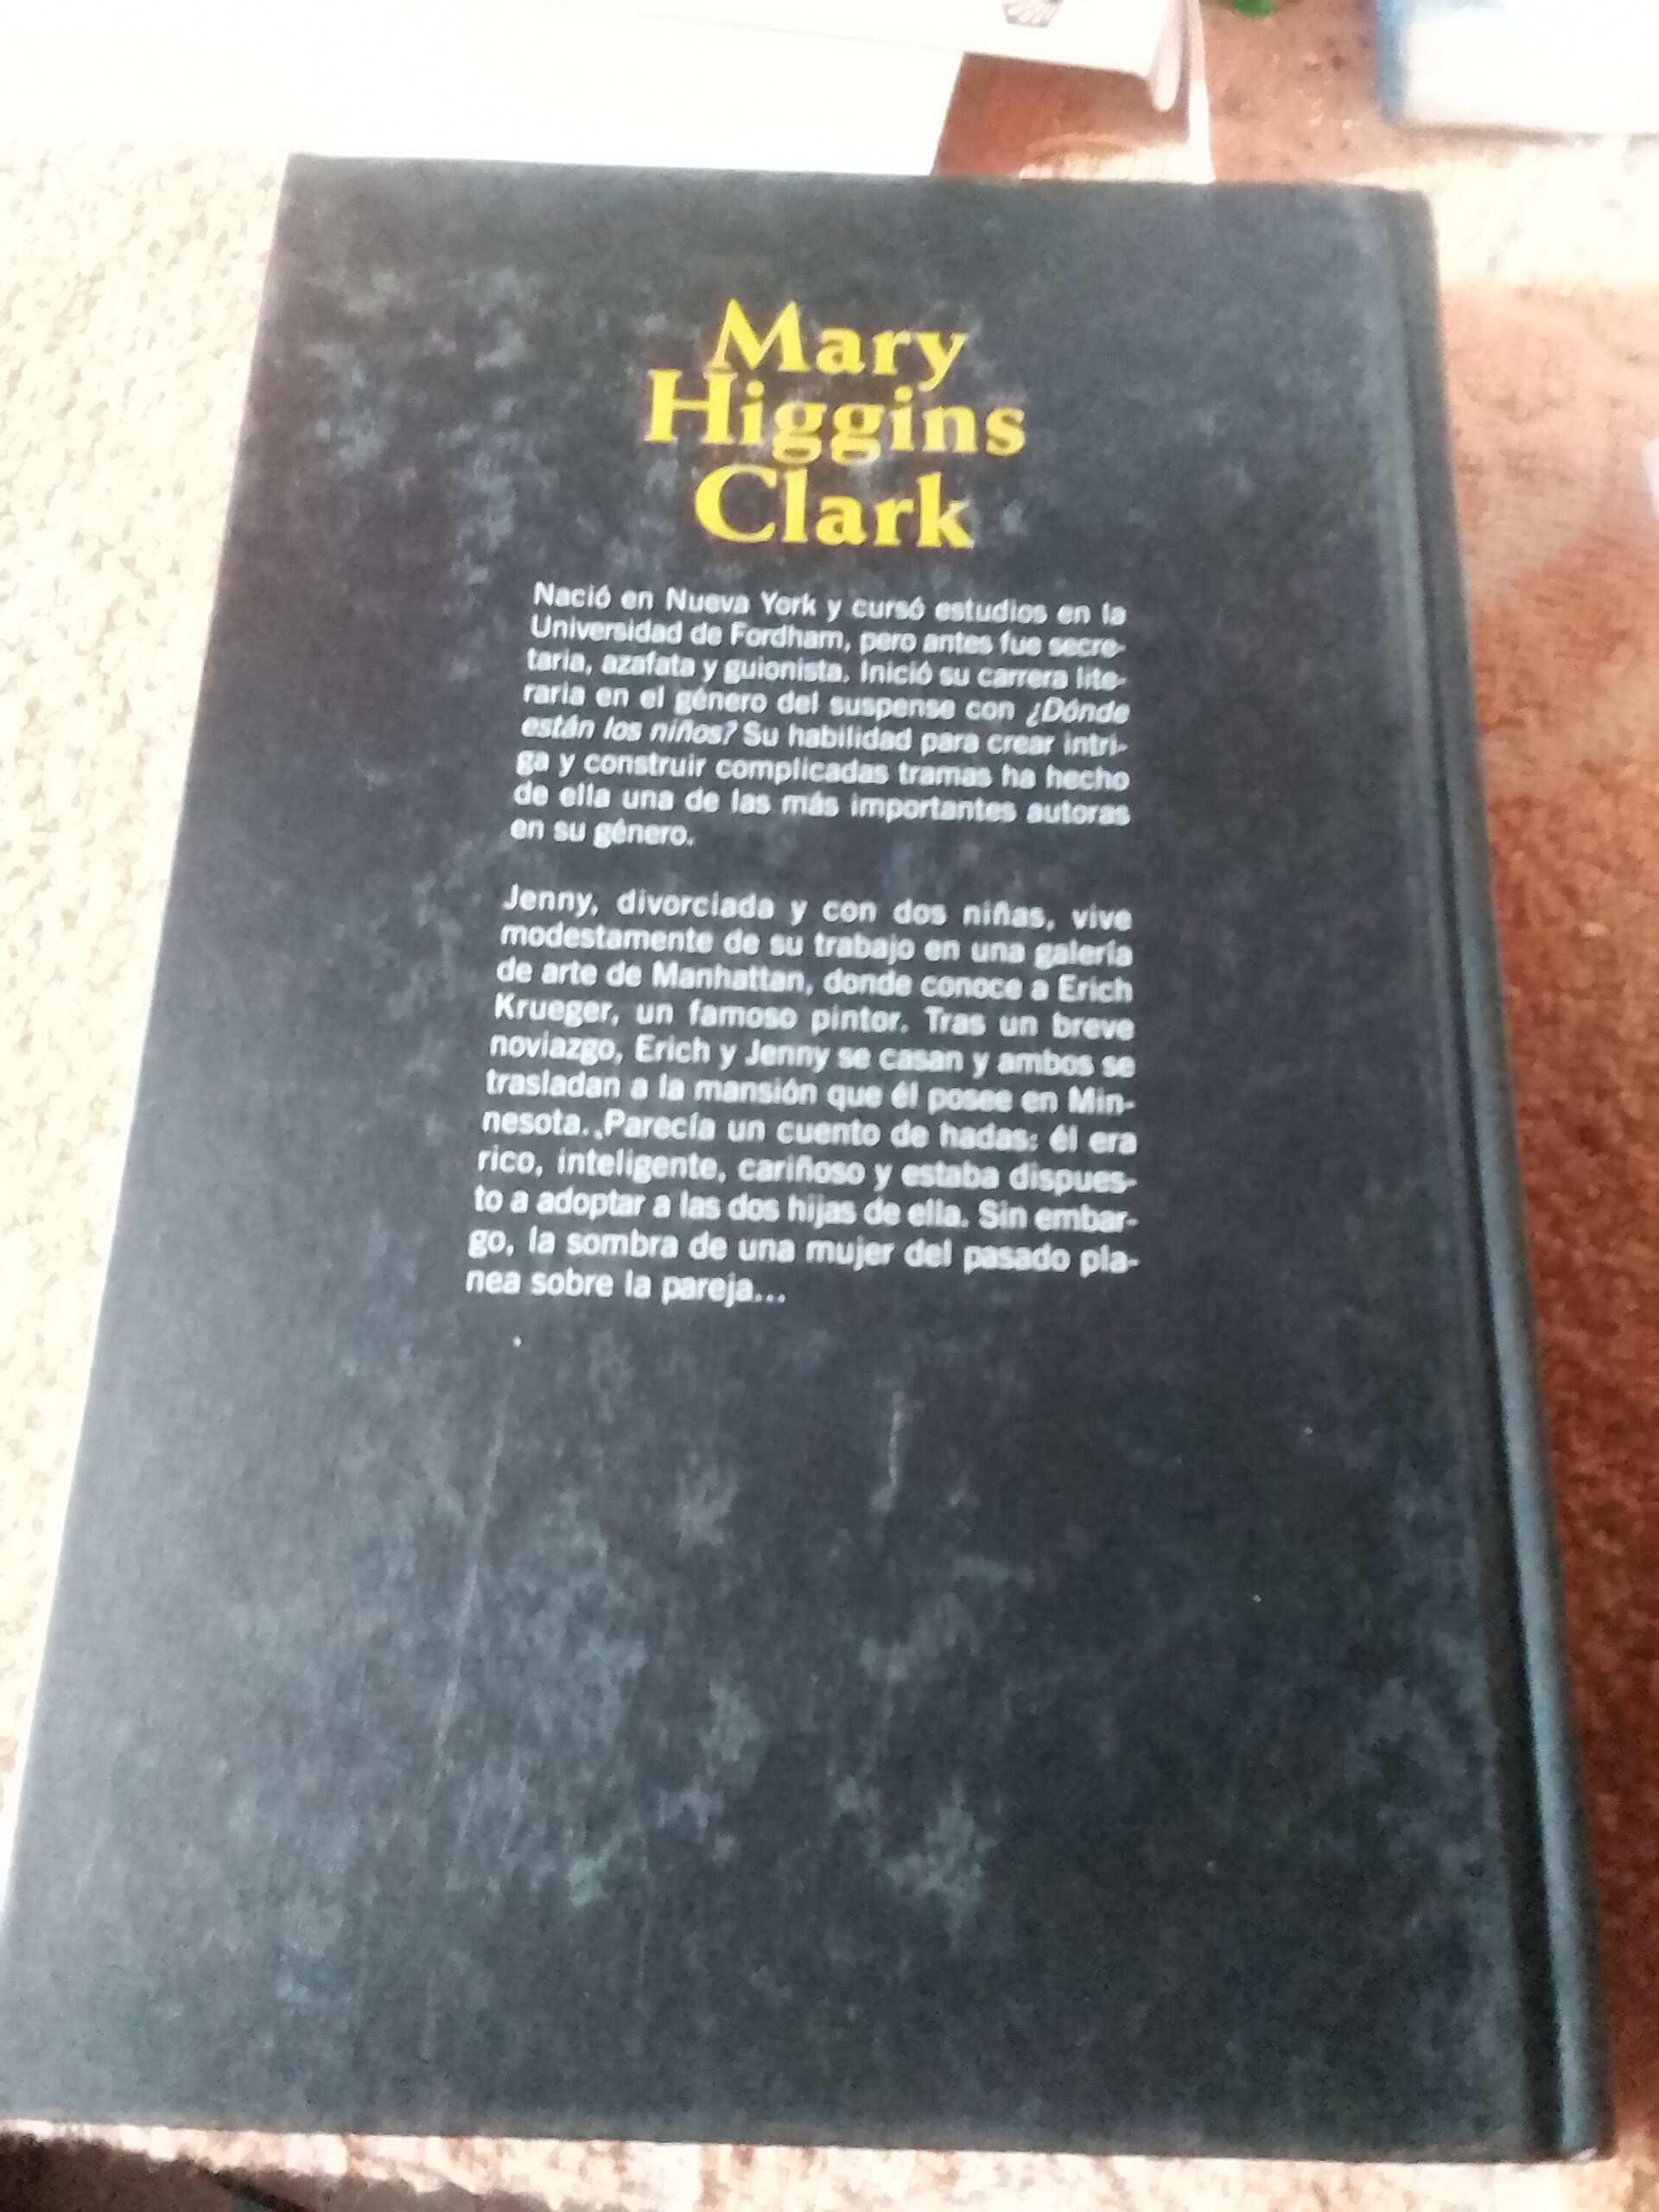 Mary
Higgins
Clark
Nació en Nueva York y cursó estudios en la
Universidad de Fordham, pero antes fue secre-
taria, azafata y guionista. Inició su carrera lite-
raria en el género del suspense con ¿Dónde
están los niños? Su habilidad para crear intri-
ga y construir complicadas tramas ha hecho
de ella una de las más importantes autoras
en su género.
Jenny, divorciada y con dos niñas, vive
modestamente de su trabajo en una galería
de arte de Manhattan, donde conoce a Erich
Krueger, un famoso pintor. Tras un breve
noviazgo, Erich y Jenny se casan y ambos se
trasladan a la mansión que él posee en Min-
nesota. Parecía un cuento de hadas: él era
rico, inteligente, cariñoso y estaba dispues-
to a adoptar a las dos hijas de ella. Sin embar-
go, la sombra de una mujer del pasado pla-
nea sobre la pareja...